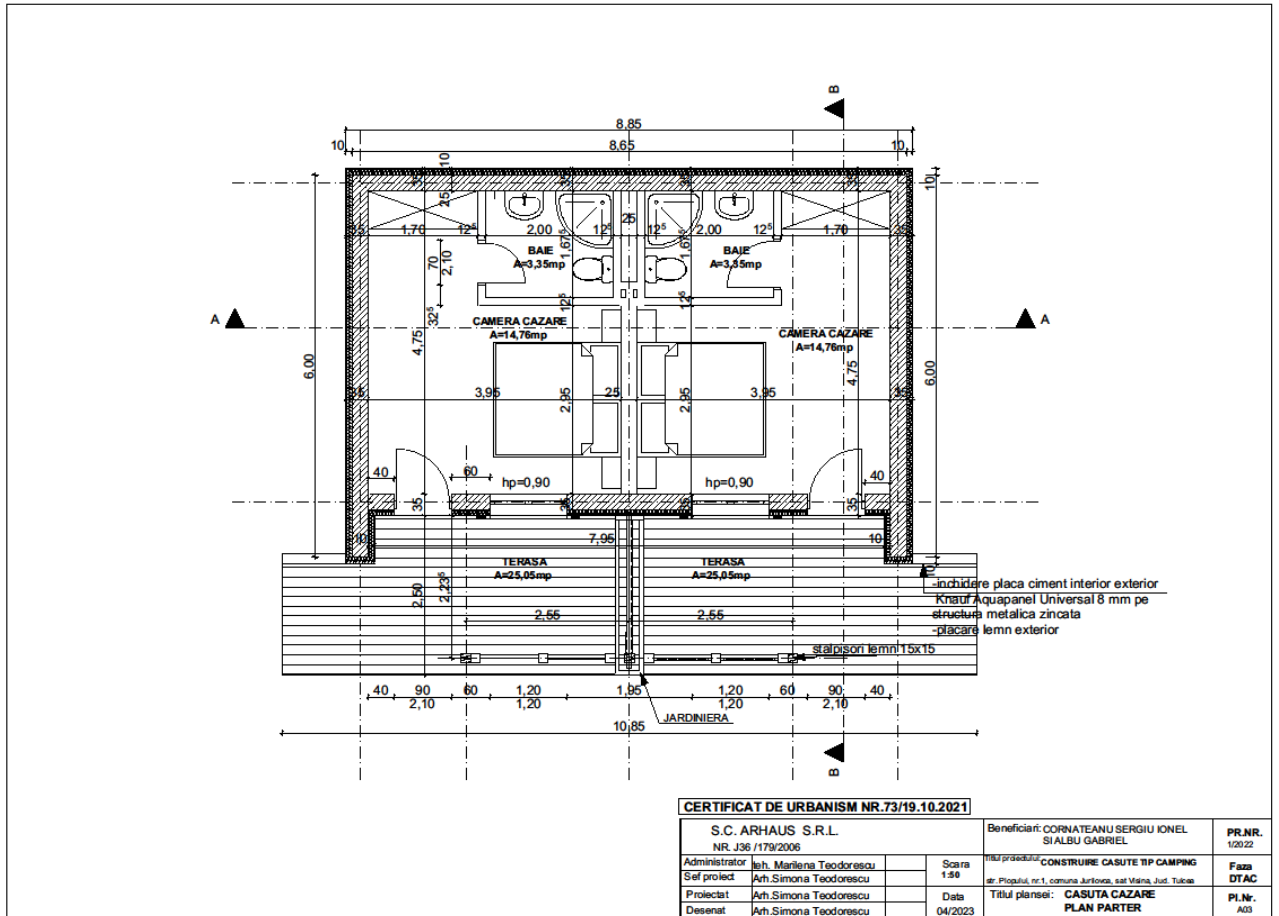 B
8,85
10
8,65
10
35
10
25
35
35
35
10
25
35
1,70
12⁵
2,00
12⁵
12⁵
2,00
12⁵
1,70
35
BAIE
A=3,35mp
1,67⁵
1,67⁵
BAIE
A=3,35mp
70
2,10
32⁵
12⁵
12⁵
A
A
CAMERA CAZARE
A=14,76mp
CAMERA CAZARE
A=14,76mp
4,75
4,75
6,00
6,00
35
3,95
2,95
25
2,95
3,95
35
40
60
hp=0,90
hp=0,90
40
35
35
35
35
10
7,95
10
TERASA
A=25,05mp
TERASA
A=25,05mp
2,50
2,23⁵
10
-inchidere placa ciment interior exterior
Knauf Aquapanel Universal 8 mm pe
structura metalica zincata
-placare lemn exterior
2,55
2,55
stalpisori lemn 15x15
40
90
60
1,20
1,95
1,20
60
90
40
2,10
1,20
1,20
2,10
JARDINIERA
10,85
B
CERTIFICAT DE URBANISM NR.73/19.10.2021
S.C. ARHAUS S.R.L.
NR. J36 /179/2006
Beneficiari: CORNATEANU SERGIU IONEL
SIALBU GABRIEL
PR.NR.
1/2022
Administrator teh. Marilena Teodorescu
Sef proiect Arh.Simona Teodorescu
Scara
1:50
Titlul proiectului: CONSTRUIRE CASUTE TIP CAMPING
str. Plopului, nr.1, comuna Jurilovca, sat Visina, Jud. Tulcea
Faza
DTAC
Proiectat Arh.Simona Teodorescu
Desenat Arh.Simona Teodorescu
Data
04/2023
Titlul plansei: CASUTA CAZARE
PLAN PARTER
Pl.Nr.
A03